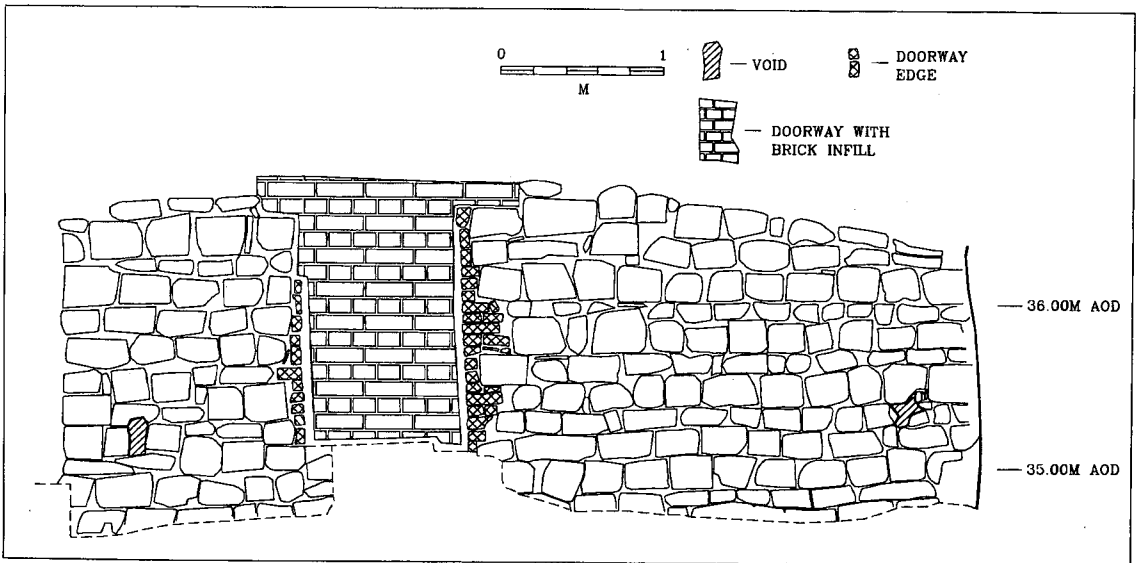 0 1
M
— VOID
— DOORWAY
EDGE
— DOORWAY WITH
BRICK INFILL
— 36.00M AOD
— 35.00M AOD